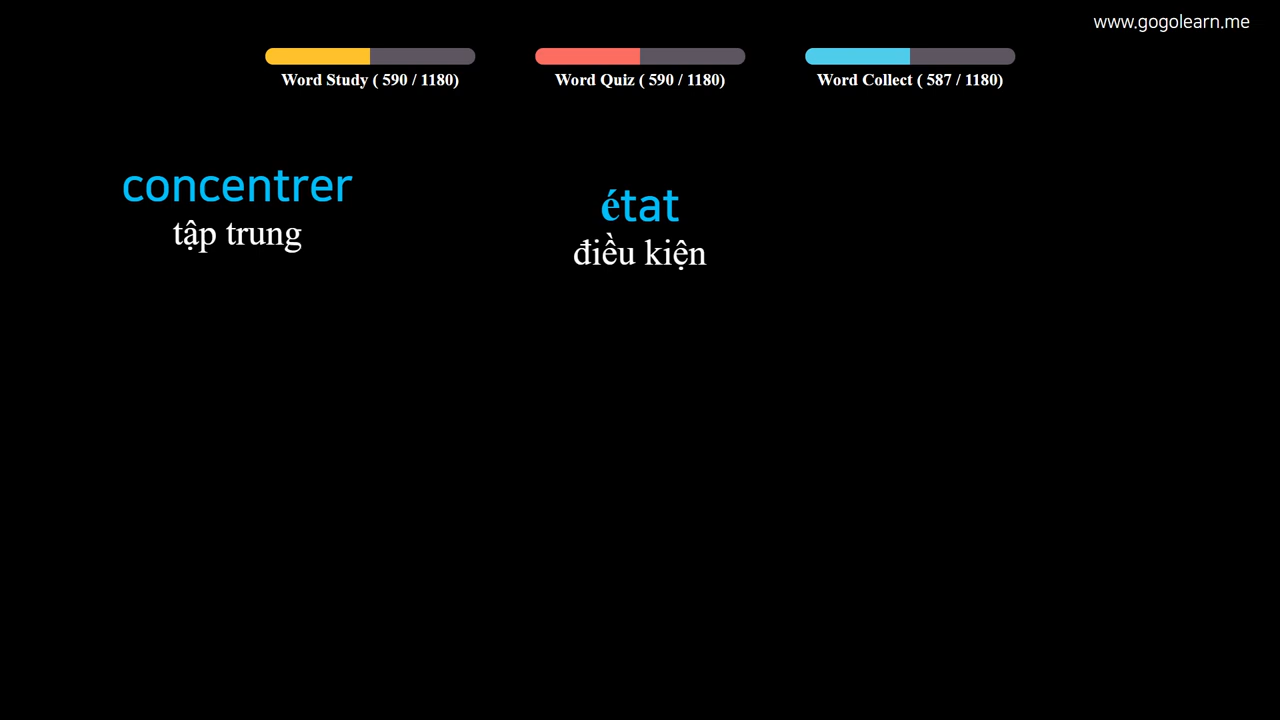 www.gogolearn.me
Word Study ( 590 / 1180)
Word Quiz ( 590 / 1180)
Word Collect ( 587 / 1180)
concentrer
tập trung
état
điều kiện